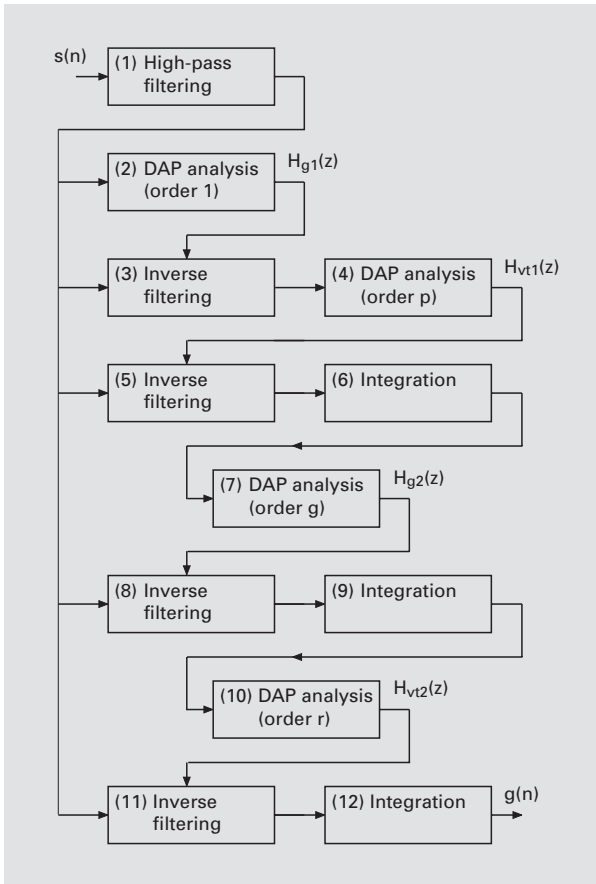 s(n)
(1) High-pass
filtering
(2) DAP analysis
(order 1)
Hg1(z)
(3) Inverse
filtering
(4) DAP analysis
(order p)
Hvt1(z)
(5) Inverse
filtering
(6) Integration
(7) DAP analysis
(order g)
Hg2(z)
(8) Inverse
filtering
(9) Integration
(10) DAP analysis
(order r)
Hvt2(z)
(11) Inverse
filtering
(12) Integration
g(n)